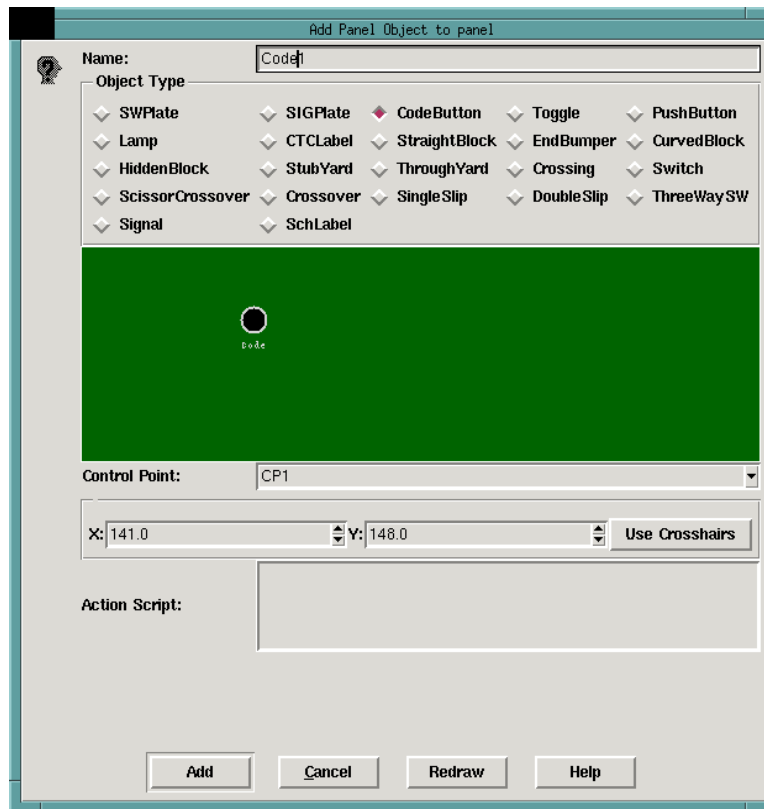 Add Panel Object to panel
Name: Code1
Object Type
SWPlate SIGPlate CodeButton Toggle PushButton
Lamp CTCLabel StraightBlock EndBumper CurvedBlock
HiddenBlock StubYard ThroughYard Crossing Switch
ScissorCrossover Crossover SingleSlip DoubleSlip ThreeWaySW
Signal SchLabel
Code
Control Point: CP1
X: 141.0 Y: 148.0 Use Crosshairs
Action Script:
Add Cancel Redraw Help